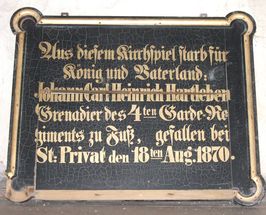 Aus diesem Kirchspiel starb für
König und Vaterland:
Johann Carl Heinrich Hartleben
Grenadier des 4ten Garde-Re
giments zu Fuß, gefallen bei
St. Privat den 18ten Aug. 1870.